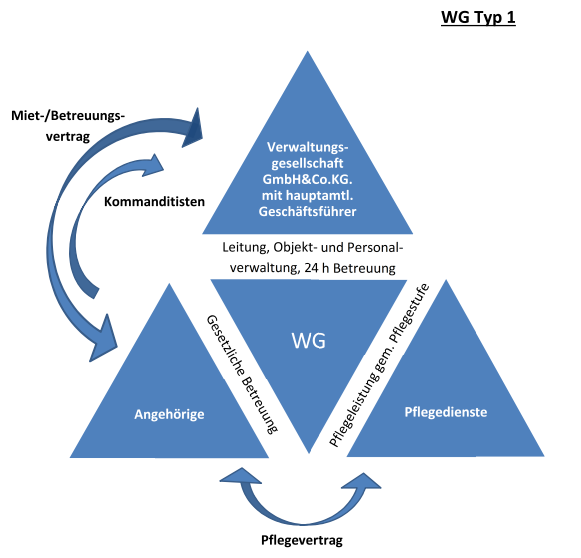 WG Typ 1
Miet-/Betreuungs-
vertrag
Kommanditisten
Verwaltungs-
gesellschaft
GmbH&Co.KG.
mit hauptamtl.
Geschäftsführer
Leitung, Objekt- und Personal-
verwaltung, 24 h Betreuung
WG
Gesetzliche Betreuung
Pflegeleistung gem. Pflegestufe
Angehörige
Pflegedienste
Pflegevertrag